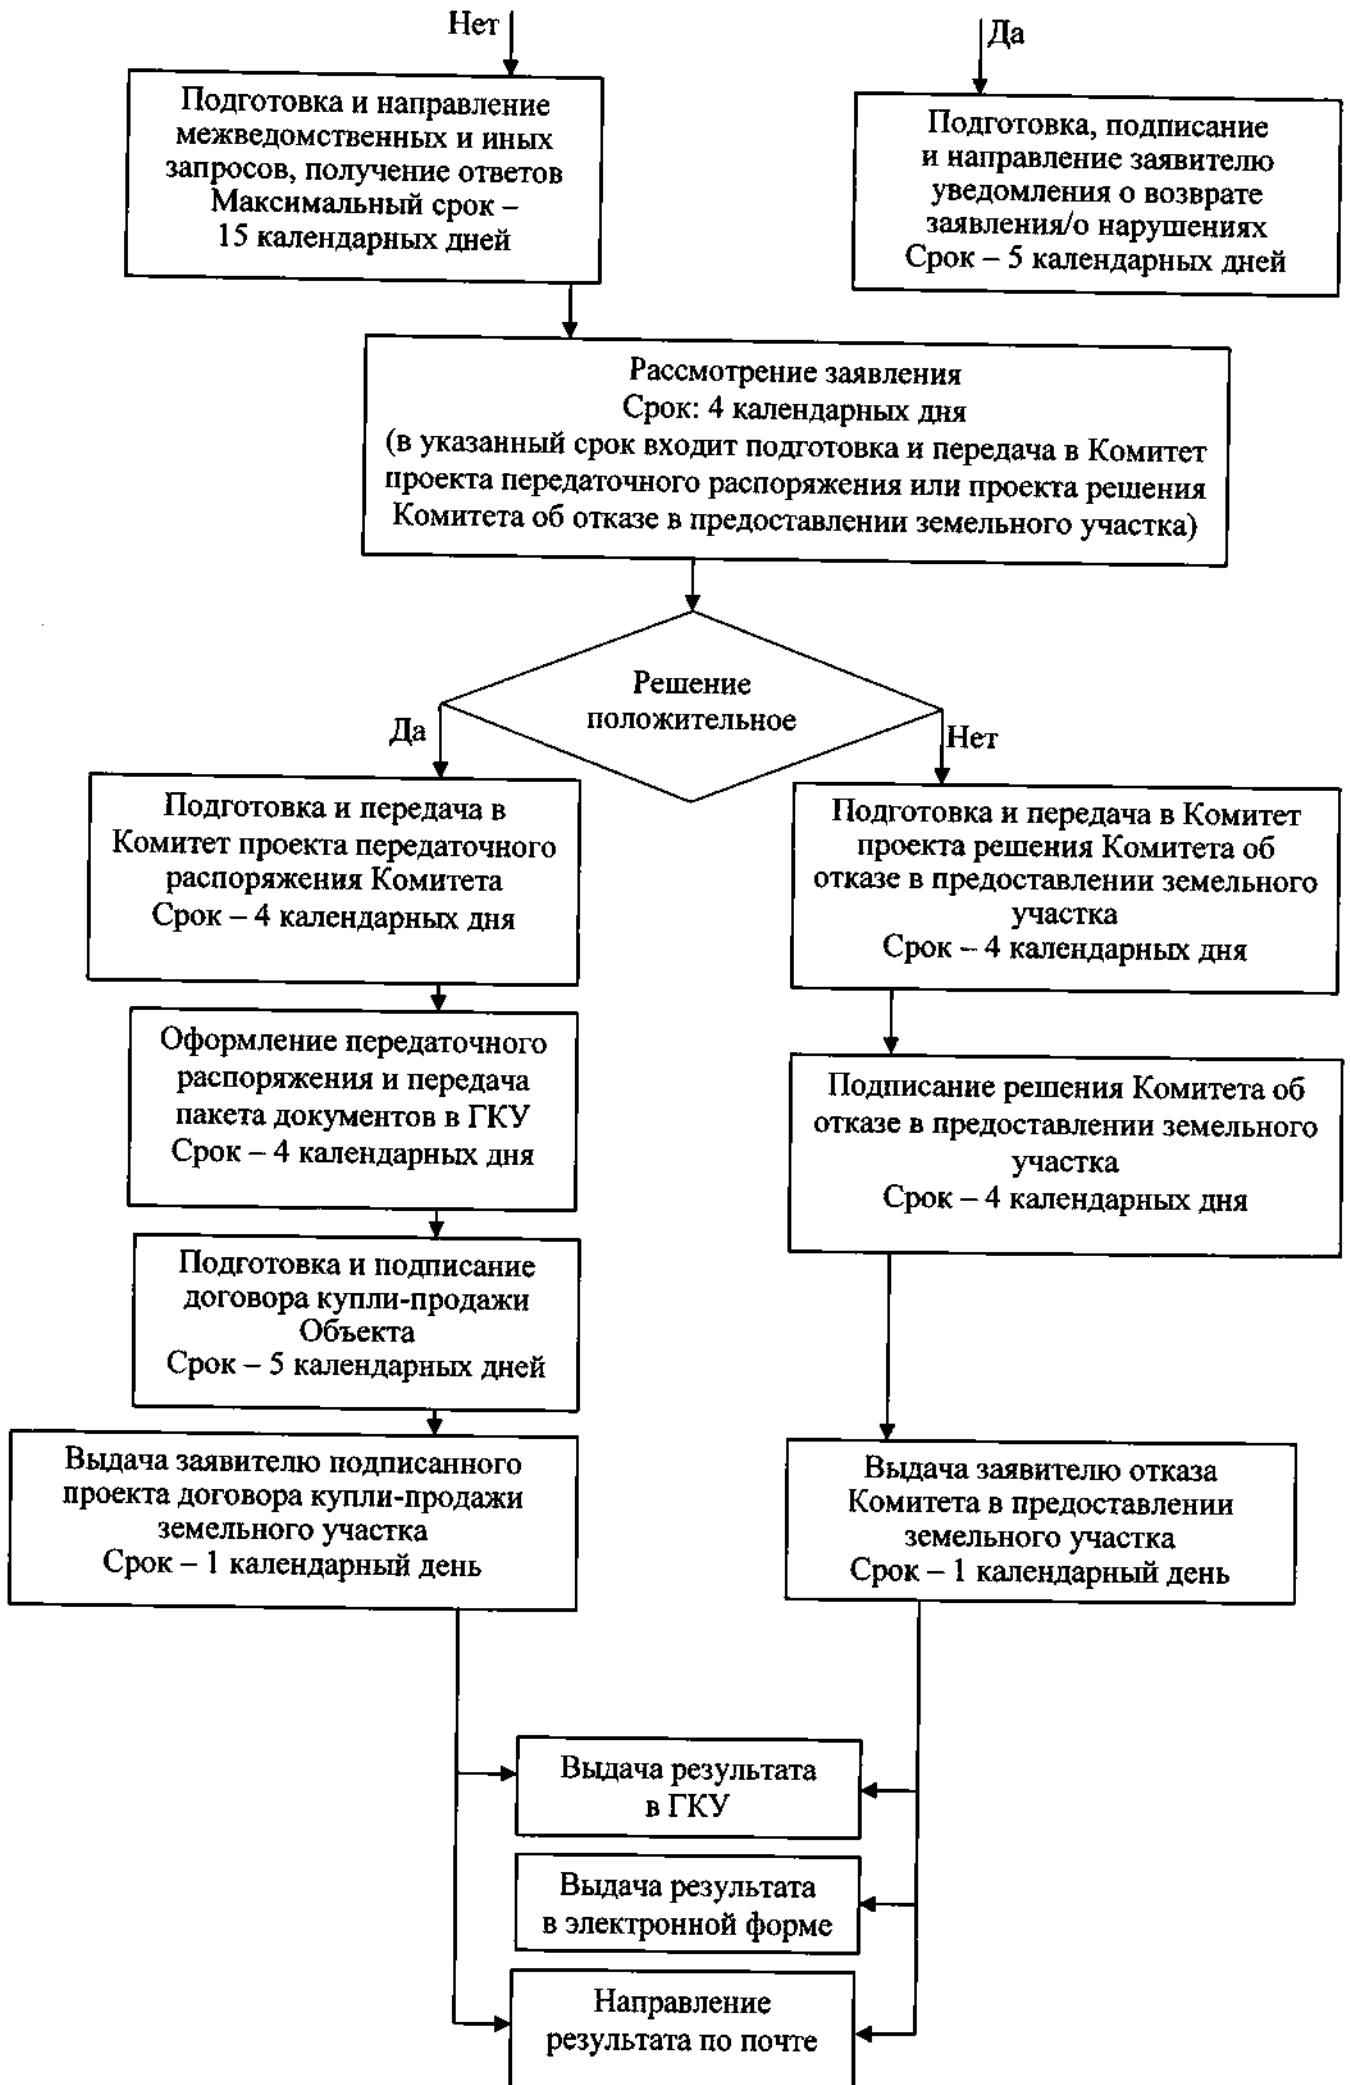 Нет
Да
Подготовка и направление
межведомственных и иных
запросов, получение ответов
Максимальный срок –
15 календарных дней
Подготовка, подписание
и направление заявителю
уведомления о возврате
заявления/о нарушениях
Срок – 5 календарных дней
Рассмотрение заявления
Срок: 4 календарных дня
(в указанный срок входит подготовка и передача в Комитет
проекта передаточного распоряжения или проекта решения
Комитета об отказе в предоставлении земельного участка)
Решение
положительное
Да
Нет
Подготовка и передача в
Комитет проекта передаточного
распоряжения Комитета
Срок – 4 календарных дня
Подготовка и передача в Комитет
проекта решения Комитета об
отказе в предоставлении земельного
участка
Срок – 4 календарных дня
Оформление передаточного
распоряжения и передача
пакета документов в ГКУ
Срок – 4 календарных дня
Подписание решения Комитета об
отказе в предоставлении земельного
участка
Срок – 4 календарных дня
Подготовка и подписание
договора купли-продажи
Объекта
Срок – 5 календарных дней
Выдача заявителю подписанного
проекта договора купли-продажи
земельного участка
Срок – 1 календарный день
Выдача заявителю отказа
Комитета в предоставлении
земельного участка
Срок – 1 календарный день
Выдача результата
в ГКУ
Выдача результата
в электронной форме
Направление
результата по почте